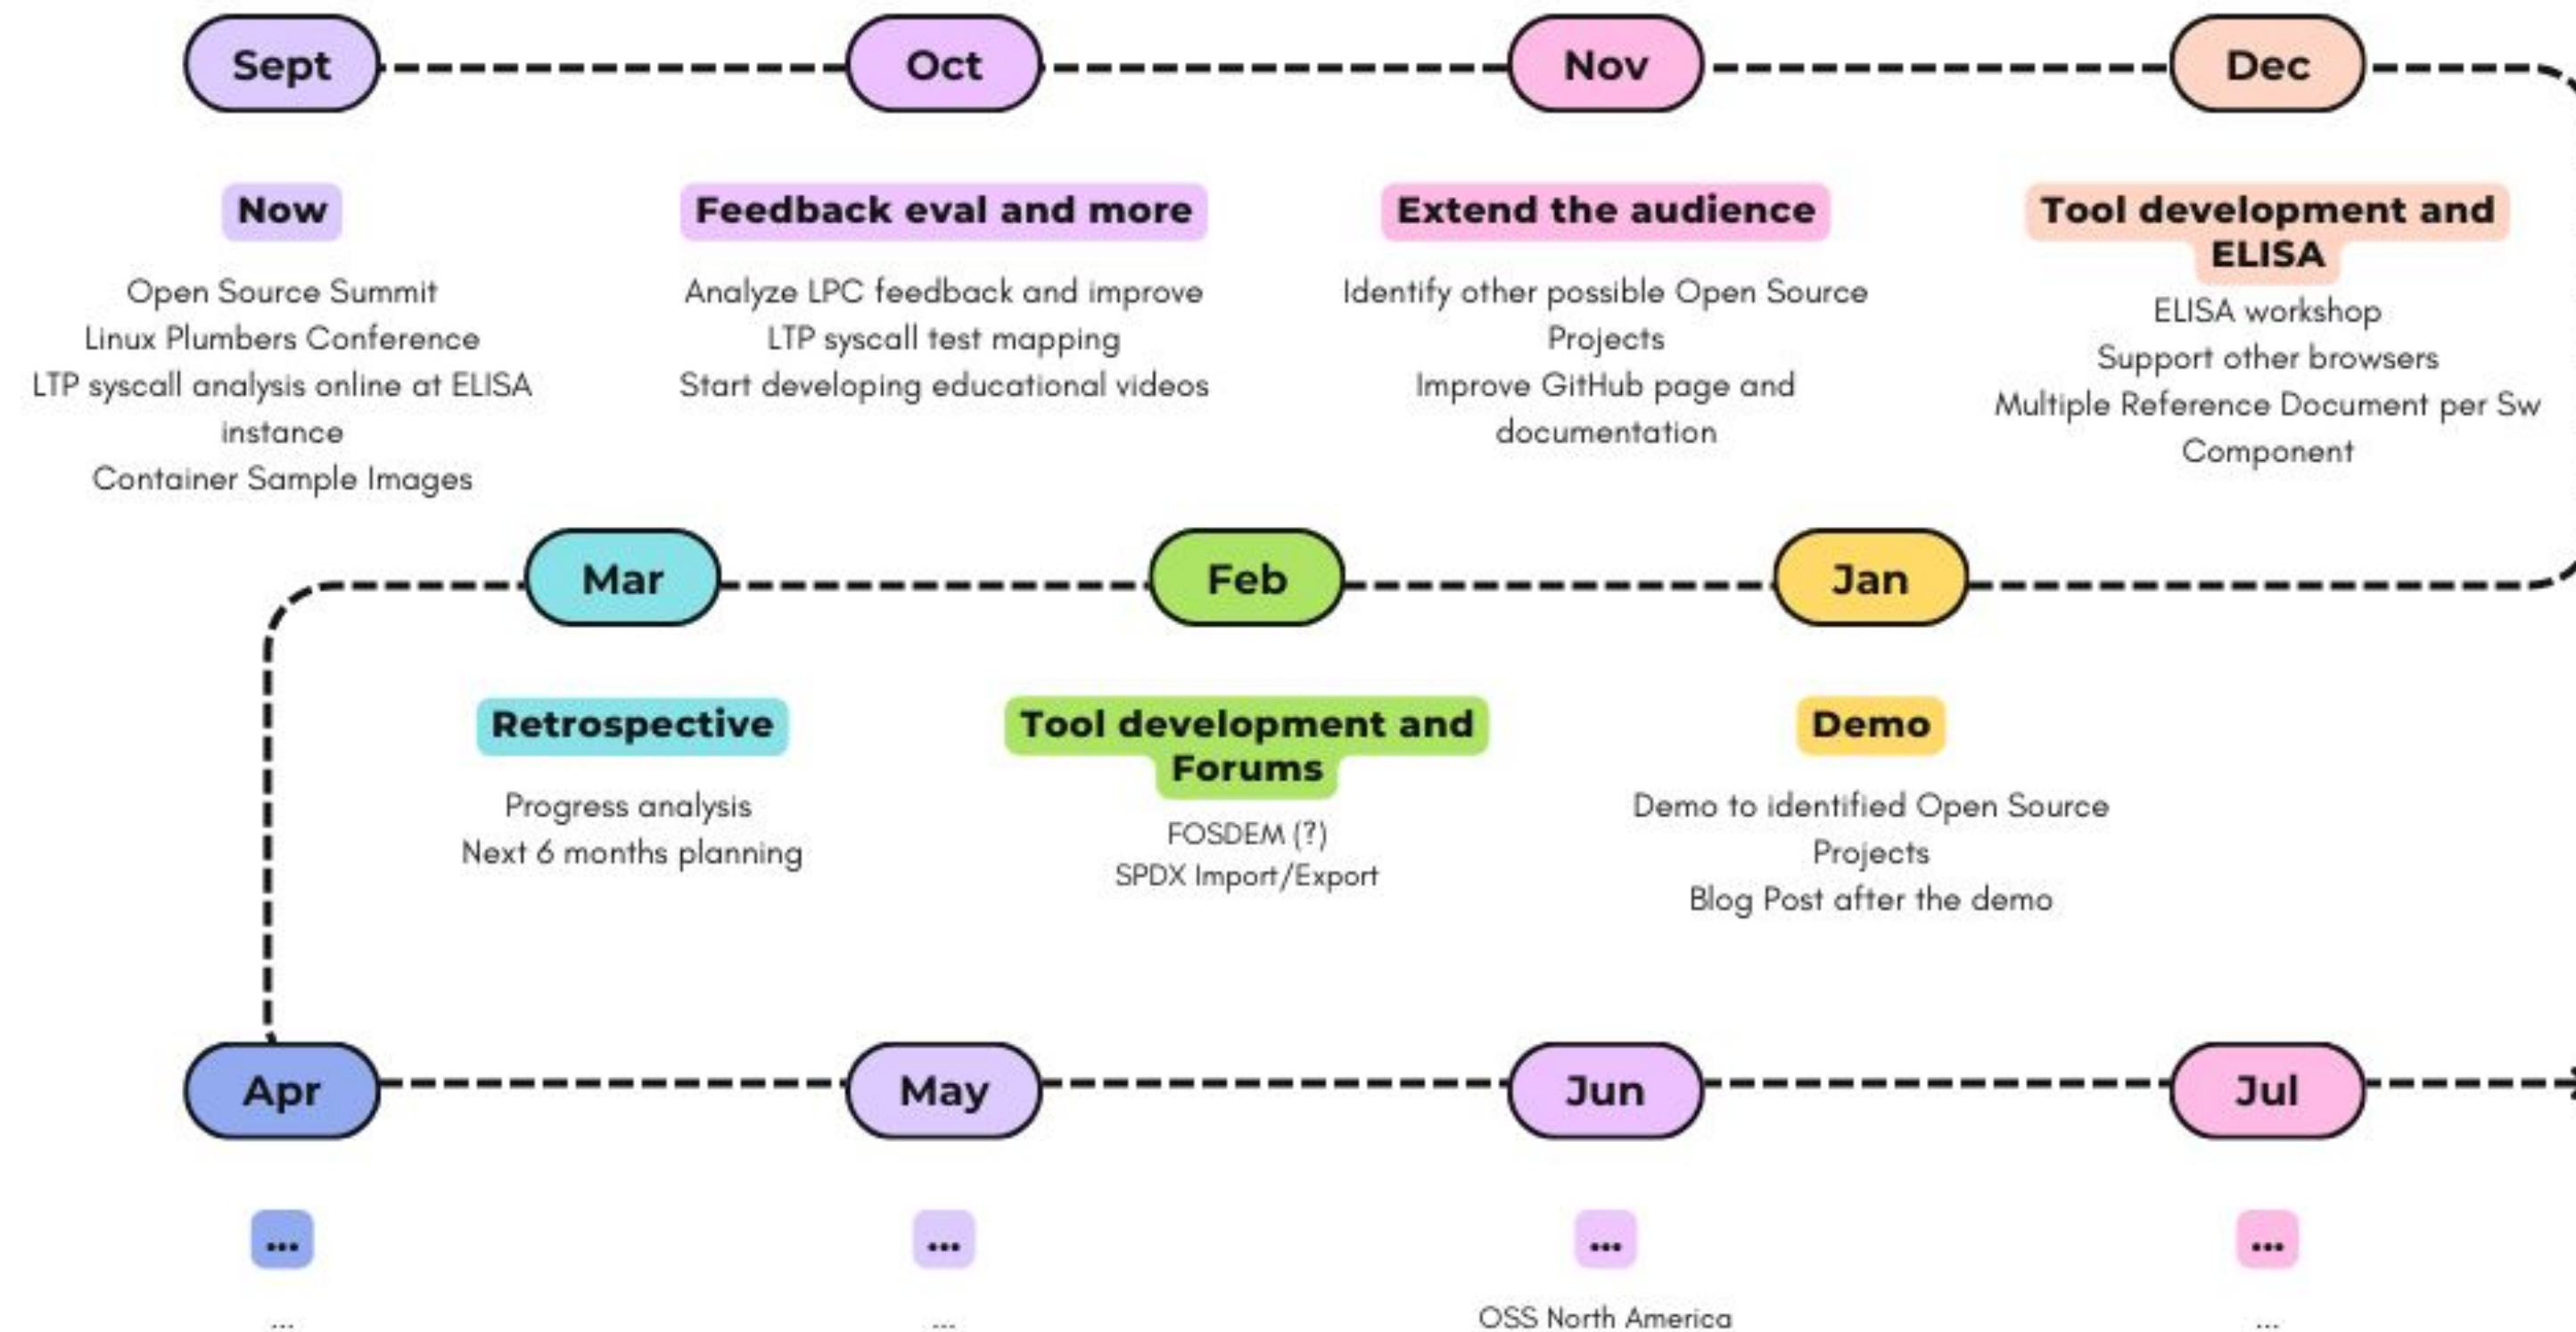 Sept
Oct
Nov
Dec
Now
Open Source Summit
Linux Plumbers Conference
LTP syscall analysis online at ELISA
instance
Container Sample Images
Feedback eval and more
Analyze LPC feedback and improve
LTP syscall test mapping
Start developing educational videos
Extend the audience
Identify other possible Open Source
Projects
Improve GitHub page and
documentation
Tool development and
ELISA
ELISA workshop
Support other browsers
Multiple Reference Document per Sw
Component
Mar
Feb
Jan
Retrospective
Progress analysis
Next 6 months planning
Tool development and
Forums
FOSDEM (?)
SPDX Import/Export
Demo
Demo to identified Open Source
Projects
Blog Post after the demo
Apr
May
Jun
Jul
...
...
...
...
...
...
OSS North America
...